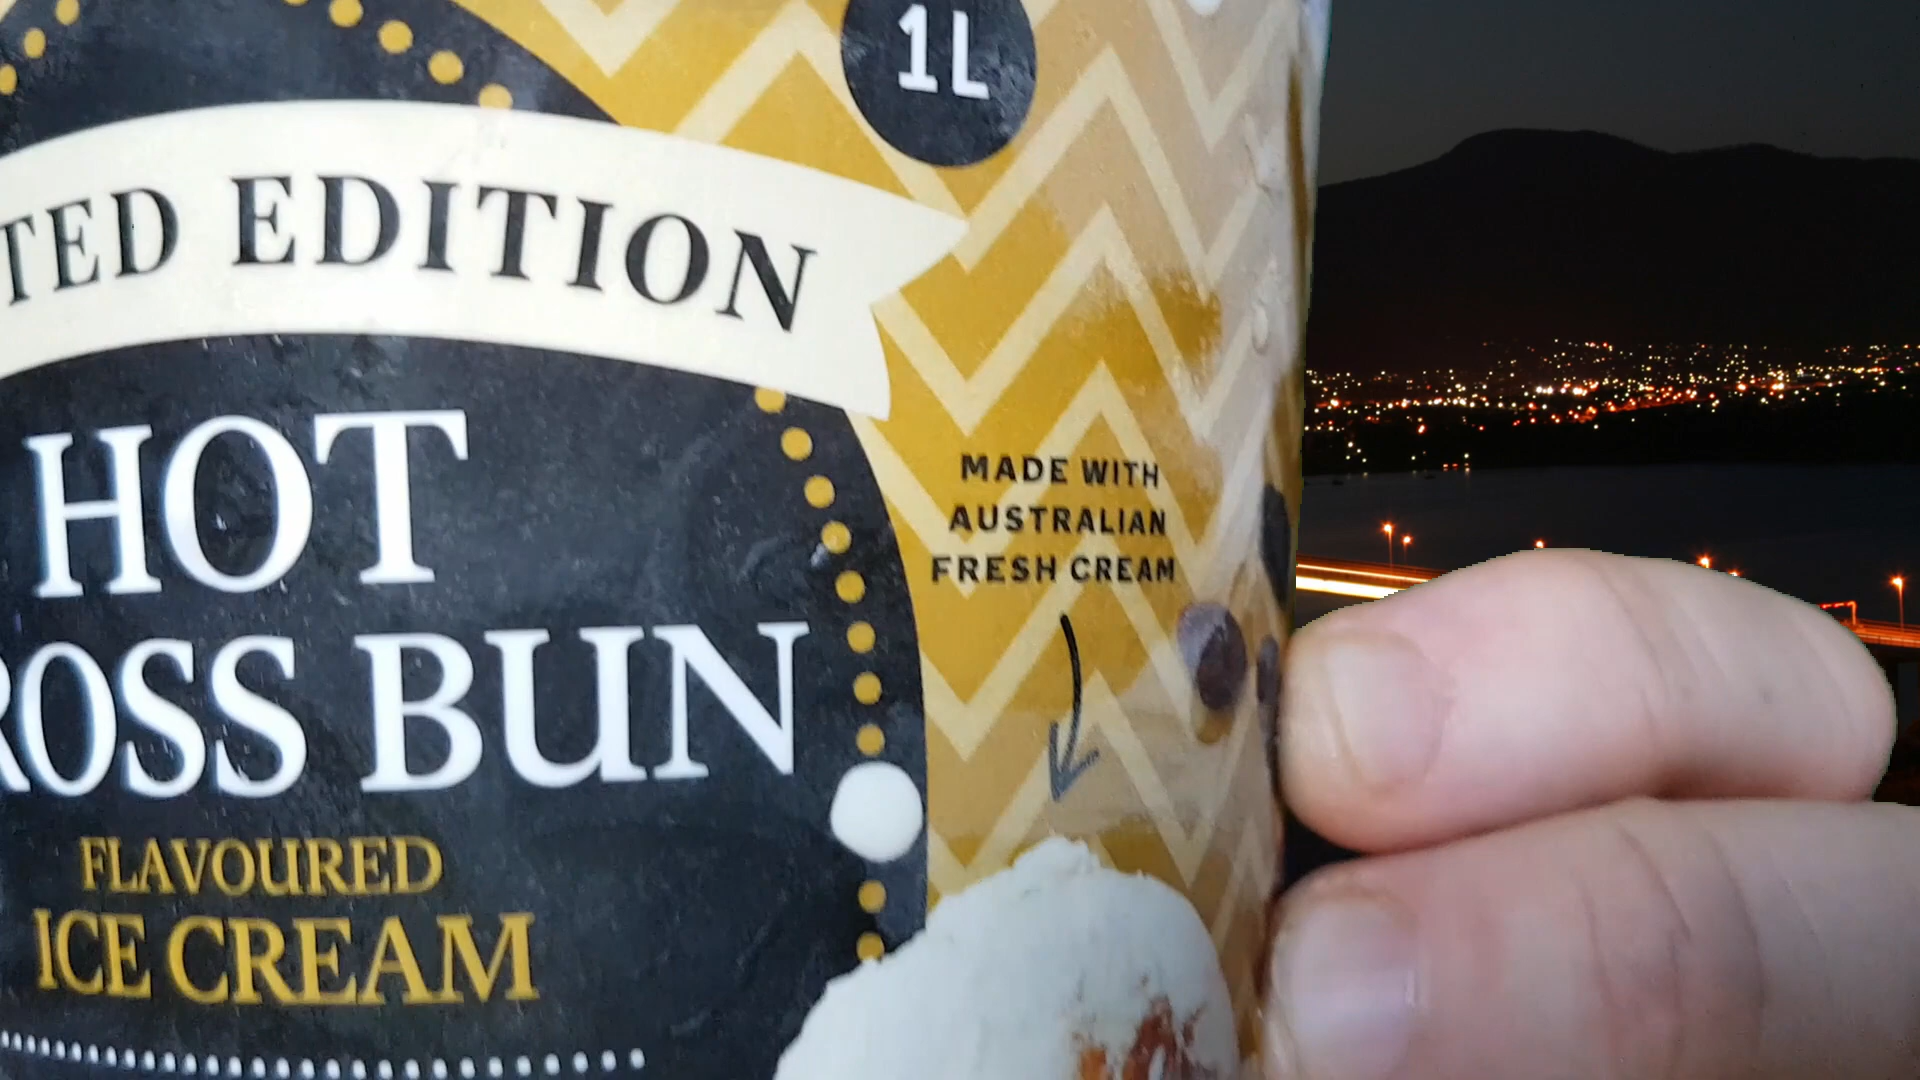 1L
TED EDITION
HOT
ROSS BUN
FLAVOURED
ICE CREAM
MADE WITH
AUSTRALIAN
FRESH CREAM